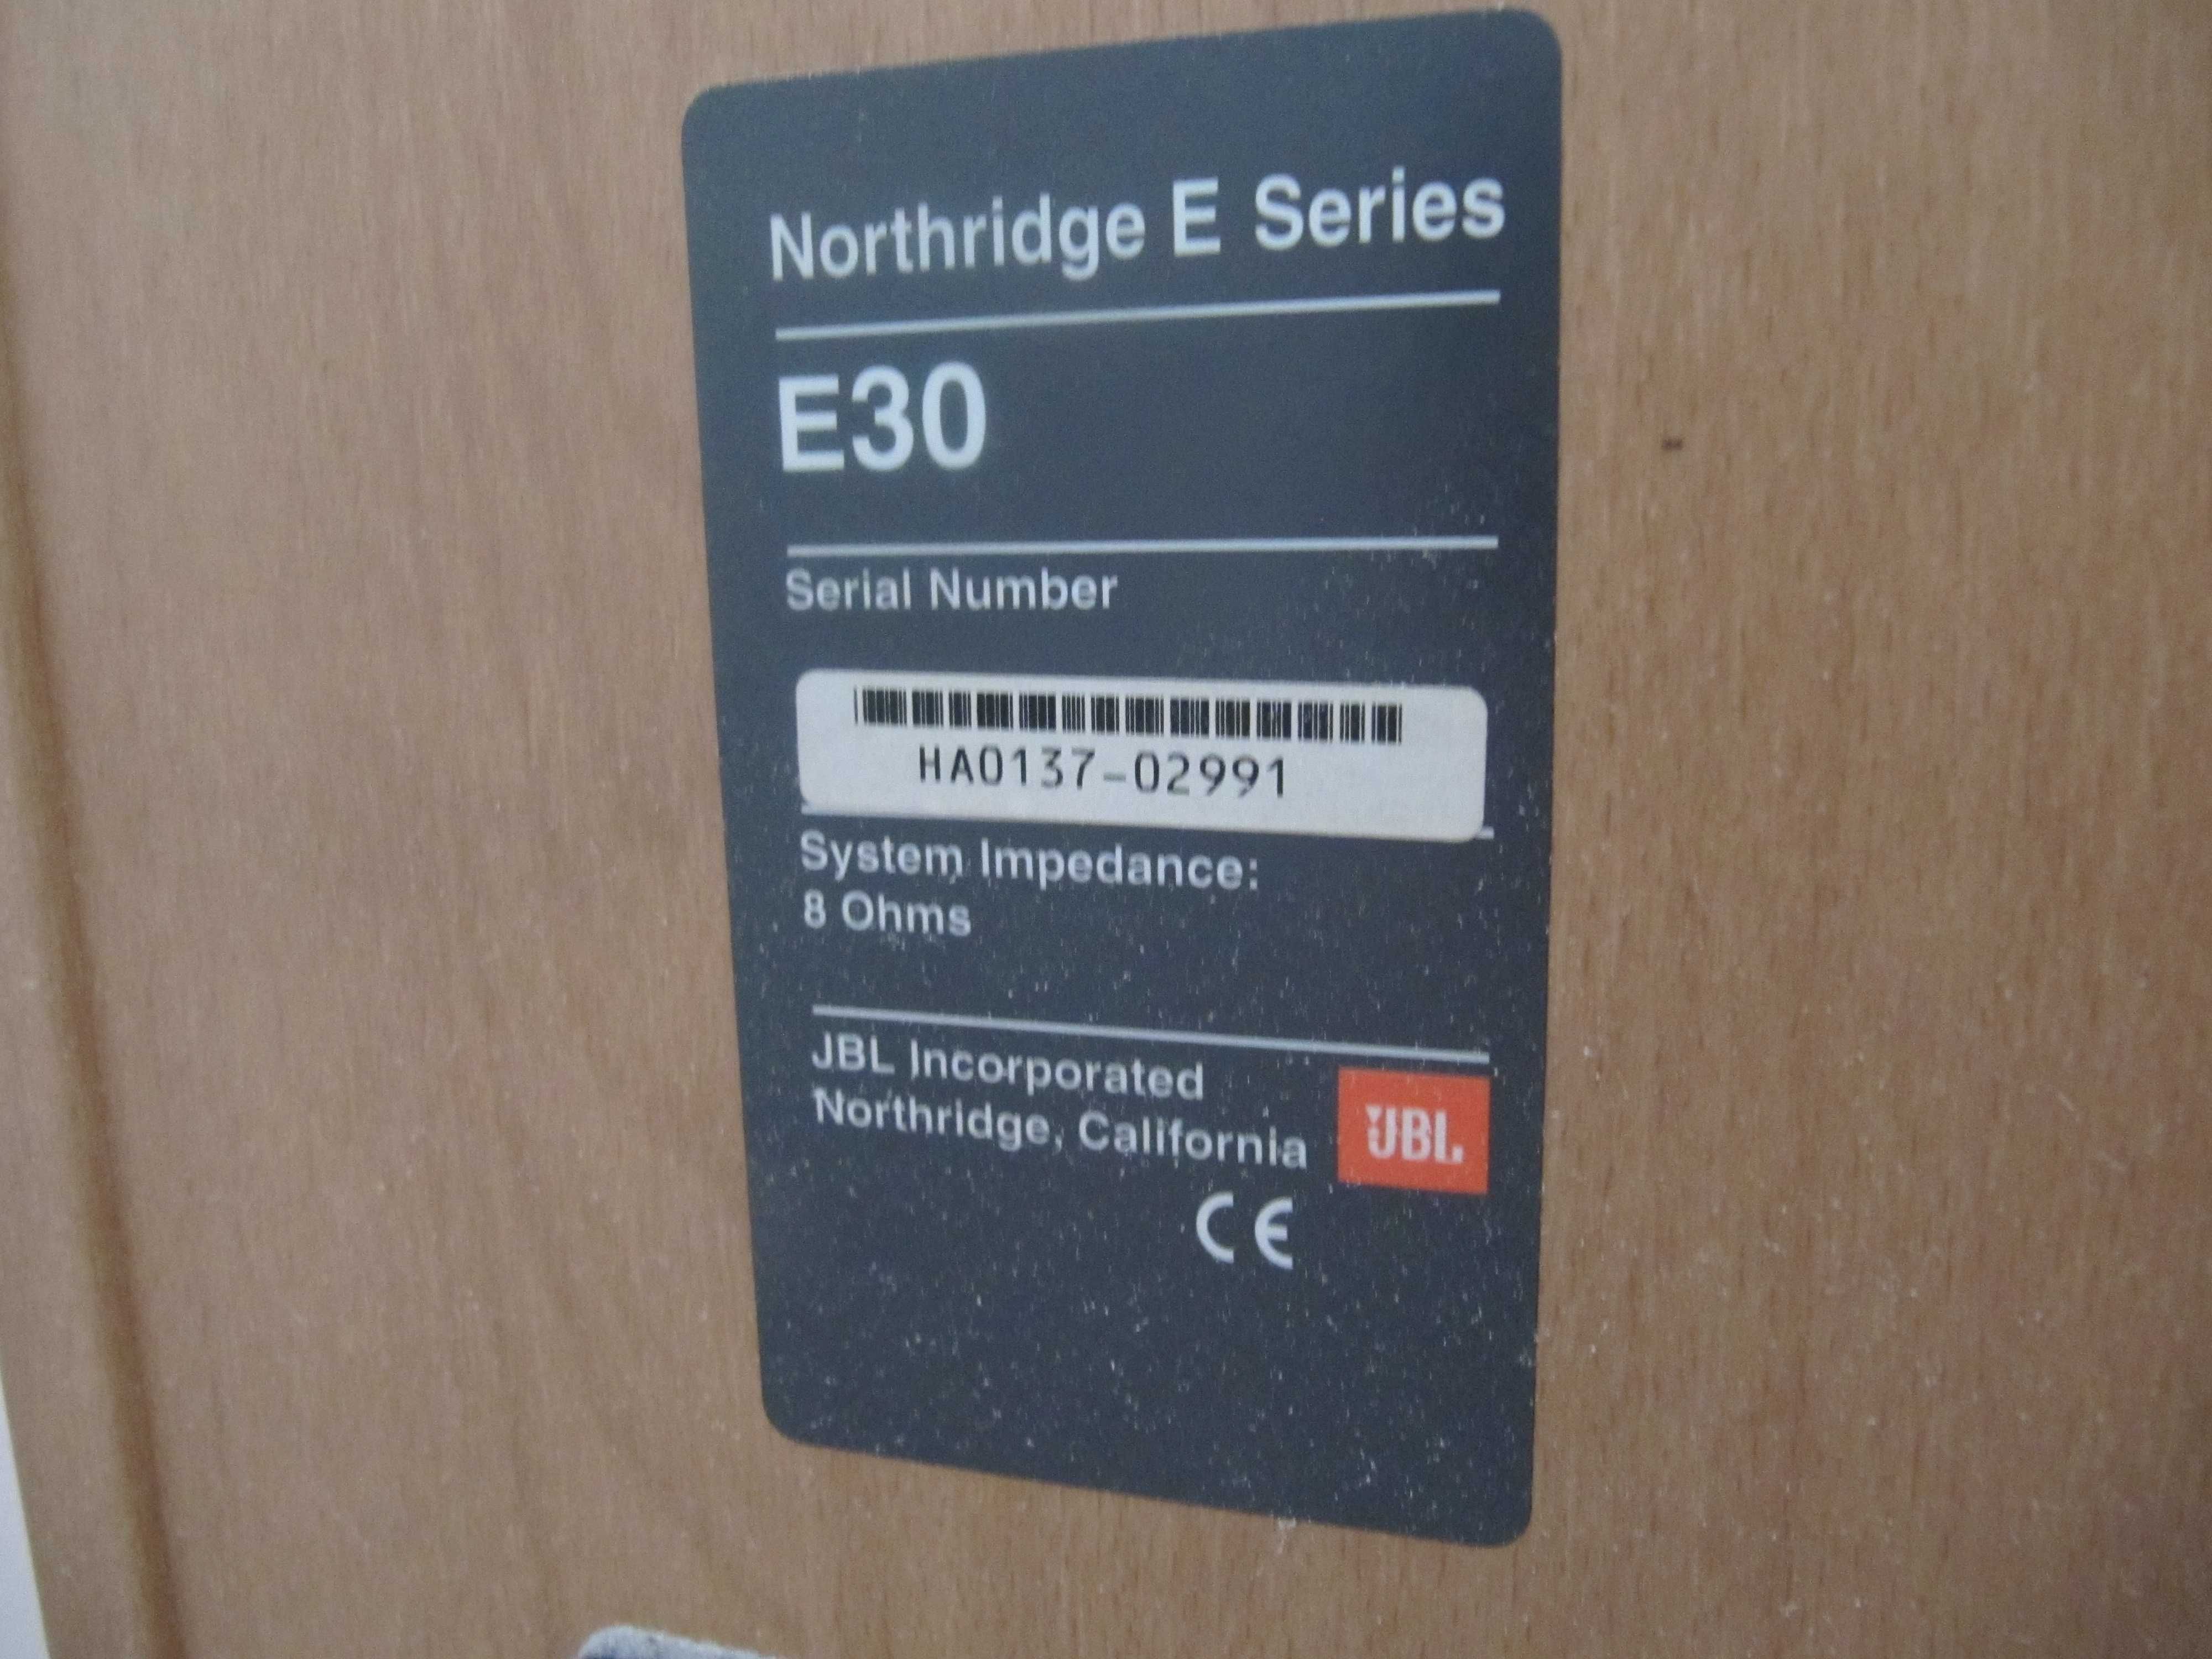 Northridge E Series
E30
Serial Number
HA0137-02991
System Impedance:
8 Ohms
JBL Incorporated
Northridge, California
JBL
CE